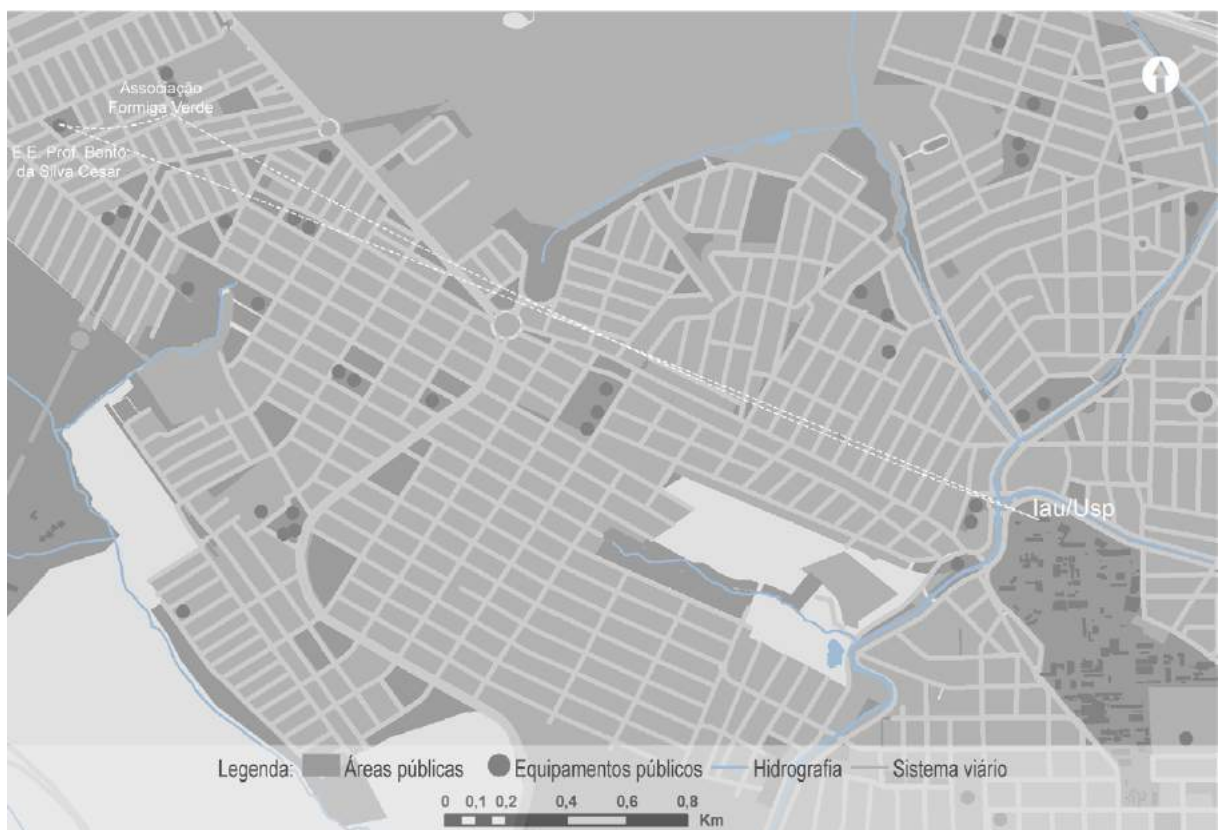 Associação
Formiga Verde
E.E. Prof. Bento
da Silva Cesar
Iau/Usp
Legenda: Áreas públicas Equipamentos públicos Hidrografia Sistema viário
0 0,1 0,2 0,4 0,6 0,8
Km